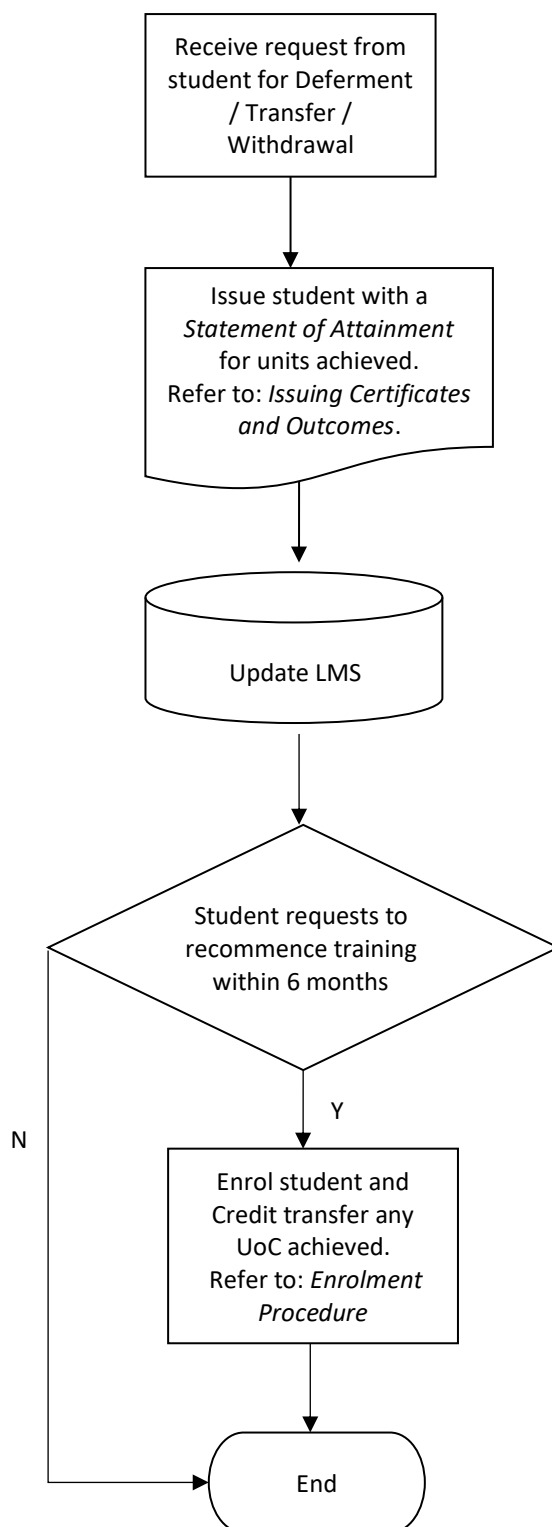 Receive request from
student for Deferment
/ Transfer /
Withdrawal
Issue student with a
Statement of Attainment
for units achieved.
Refer to: Issuing Certificates
and Outcomes.
Update LMS
Student requests to
recommence training
within 6 months
N
Y
Enrol student and
Credit transfer any
UoC achieved.
Refer to: Enrolment
Procedure
End